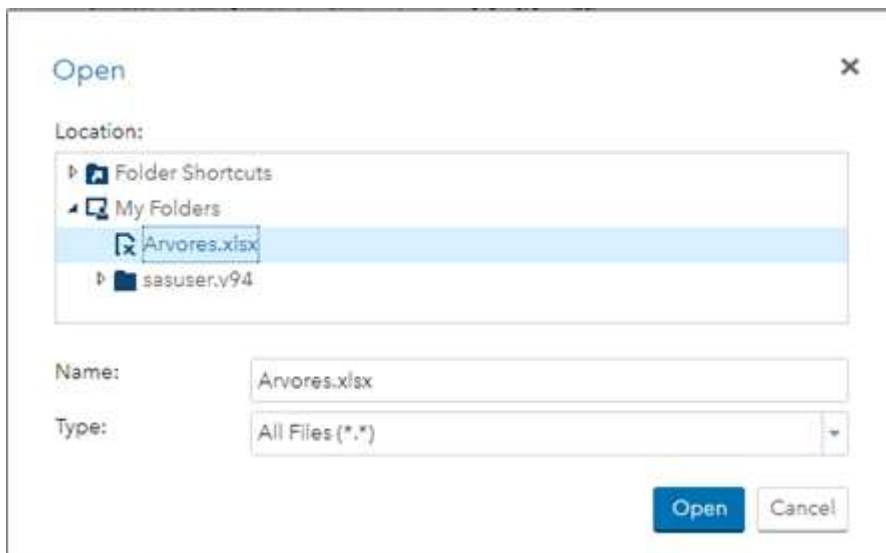 Open
Location:
Folder Shortcuts
My Folders
Arvores.xlsx
sasuser.v94
Name: Arvores.xlsx
Type: All Files (*.*)
Open Cancel